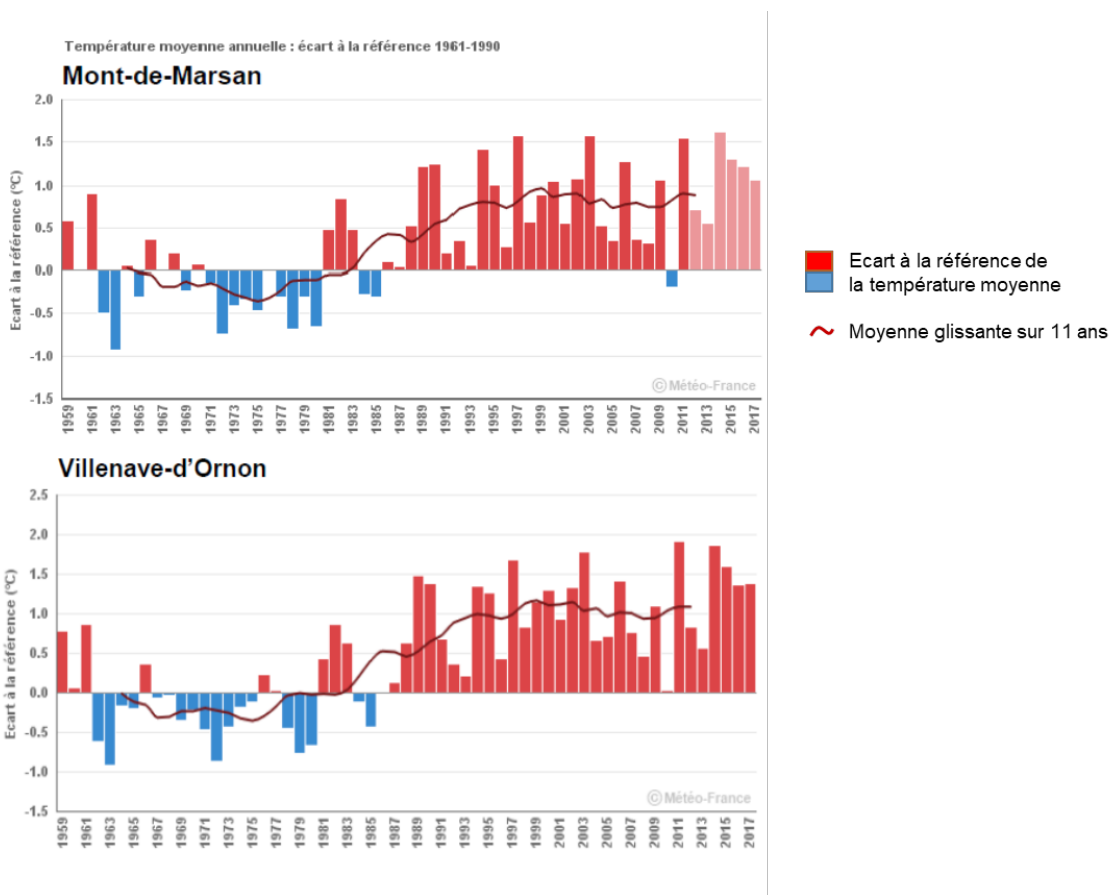 Température moyenne annuelle : écart à la référence 1961-1990
Mont-de-Marsan
Ecart à la référence (°C)
2.0
1.5
1.0
0.5
0.0
-0.5
-1.0
-1.5
©Météo-France
1959 1961 1963 1965 1967 1969 1971 1973 1975 1977 1979 1981 1983 1985 1987 1989 1991 1993 1995 1997 1999 2001 2003 2005 2007 2009 2011 2013 2015 2017
Ecart à la référence de
la température moyenne
Moyenne glissante sur 11 ans
Villenave-d’Ornon
Ecart à la référence (°C)
2.5
2.0
1.5
1.0
0.5
0.0
-0.5
-1.0
-1.5
©Météo-France
1959 1961 1963 1965 1967 1969 1971 1973 1975 1977 1979 1981 1983 1985 1987 1989 1991 1993 1995 1997 1999 2001 2003 2005 2007 2009 2011 2013 2015 2017